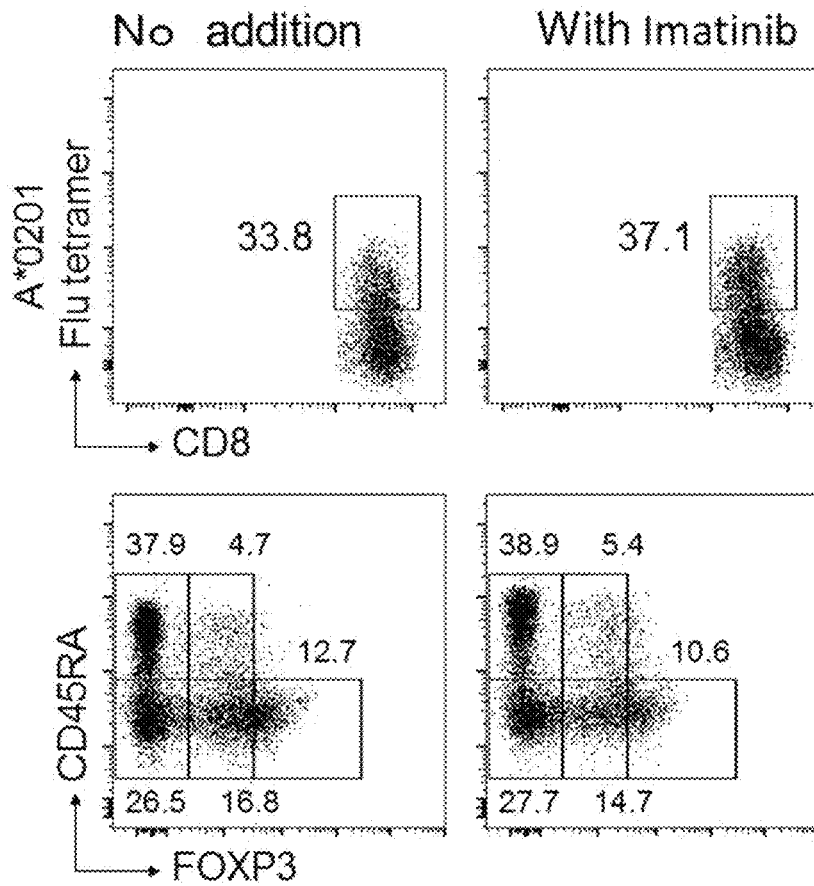 No addition
With Imatinib
A*0201
Flu tetramer
33.8
37.1
CD8
37.9 4.7
12.7
26.5 16.8
38.9 5.4
10.6
27.7 14.7
CD45RA
FOXP3